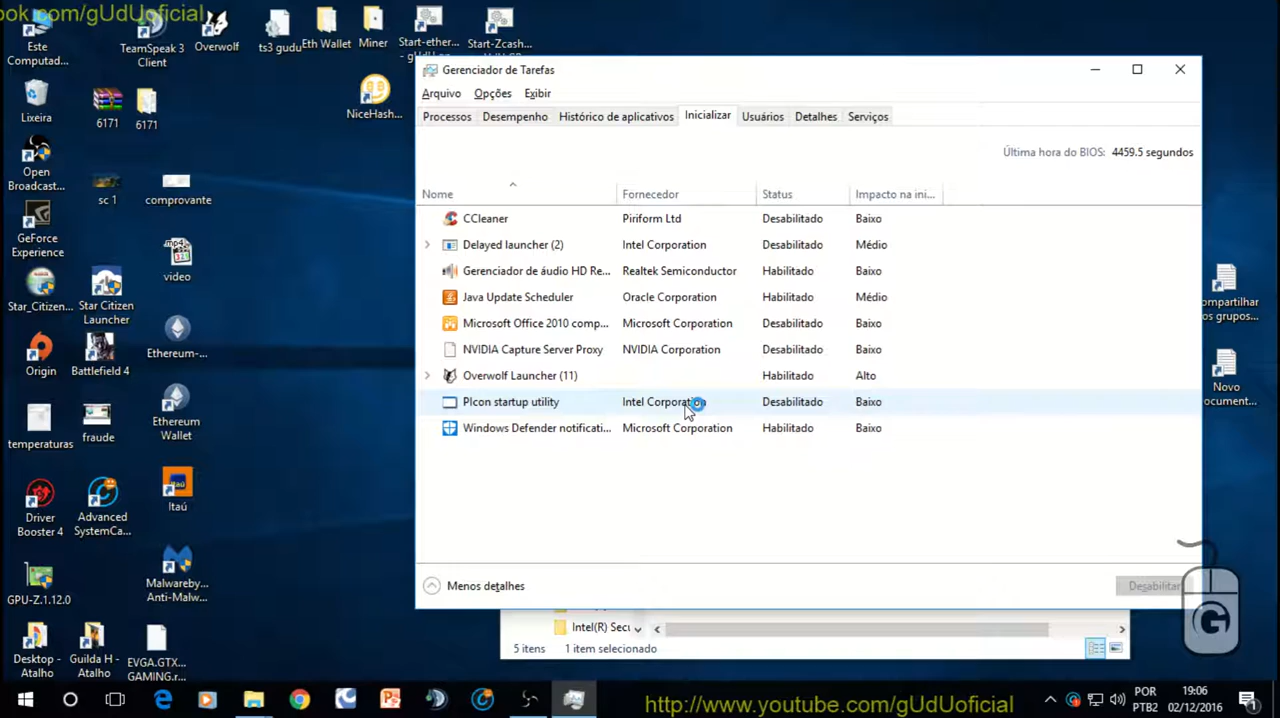 ok.com/gUdUoficial
Este
Computad...
TeamSpeak 3
Client
Overwolf
ts3 gudu
Eth Wallet
Miner
Start-ether...
Start-Zcash...
Lixeira
6171
6171
NiceHash...
Open
Broadcast...
sc 1
comprovante
GeForce
Experience
mp4
video
Star_Citizen...
Star Citizen
Launcher
Ethereum-...
Origin
Battlefield 4
temperaturas
fraude
Ethereum
Wallet
Itaú
Itaú
Driver
Booster 4
Advanced
SystemCa...
Malwareby...
Anti-Malw...
GPU-Z.1.12.0
Desktop -
Atalho
Guilda H -
Atalho
EVGA.GTX...
GAMING.r...
Gerenciador de Tarefas
Arquivo Opções Exibir
Processos Desempenho Histórico de aplicativos Inicializar Usuários Detalhes Serviços
Última hora do BIOS: 4459.5 segundos
Nome Fornecedor Status Impacto na ini...
CCleaner Piriform Ltd Desabilitado Baixo
Delayed launcher (2) Intel Corporation Desabilitado Médio
Gerenciador de áudio HD Re... Realtek Semiconductor Habilitado Baixo
Java Update Scheduler Oracle Corporation Habilitado Médio
Microsoft Office 2010 comp... Microsoft Corporation Desabilitado Baixo
NVIDIA Capture Server Proxy NVIDIA Corporation Desabilitado Baixo
Overwolf Launcher (11) Habilitado Alto
PIcon startup utility Intel Corporation Desabilitado Baixo
Windows Defender notificati... Microsoft Corporation Habilitado Baixo
Menos detalhes
Desabilitar
Intel(R) Secu
5 itens 1 item selecionado
ompartilhar
os grupos...
Novo
ocument...
G
http://www.youtube.com/gUdUoficial
POR
PTB2
19:06
02/12/2016
1